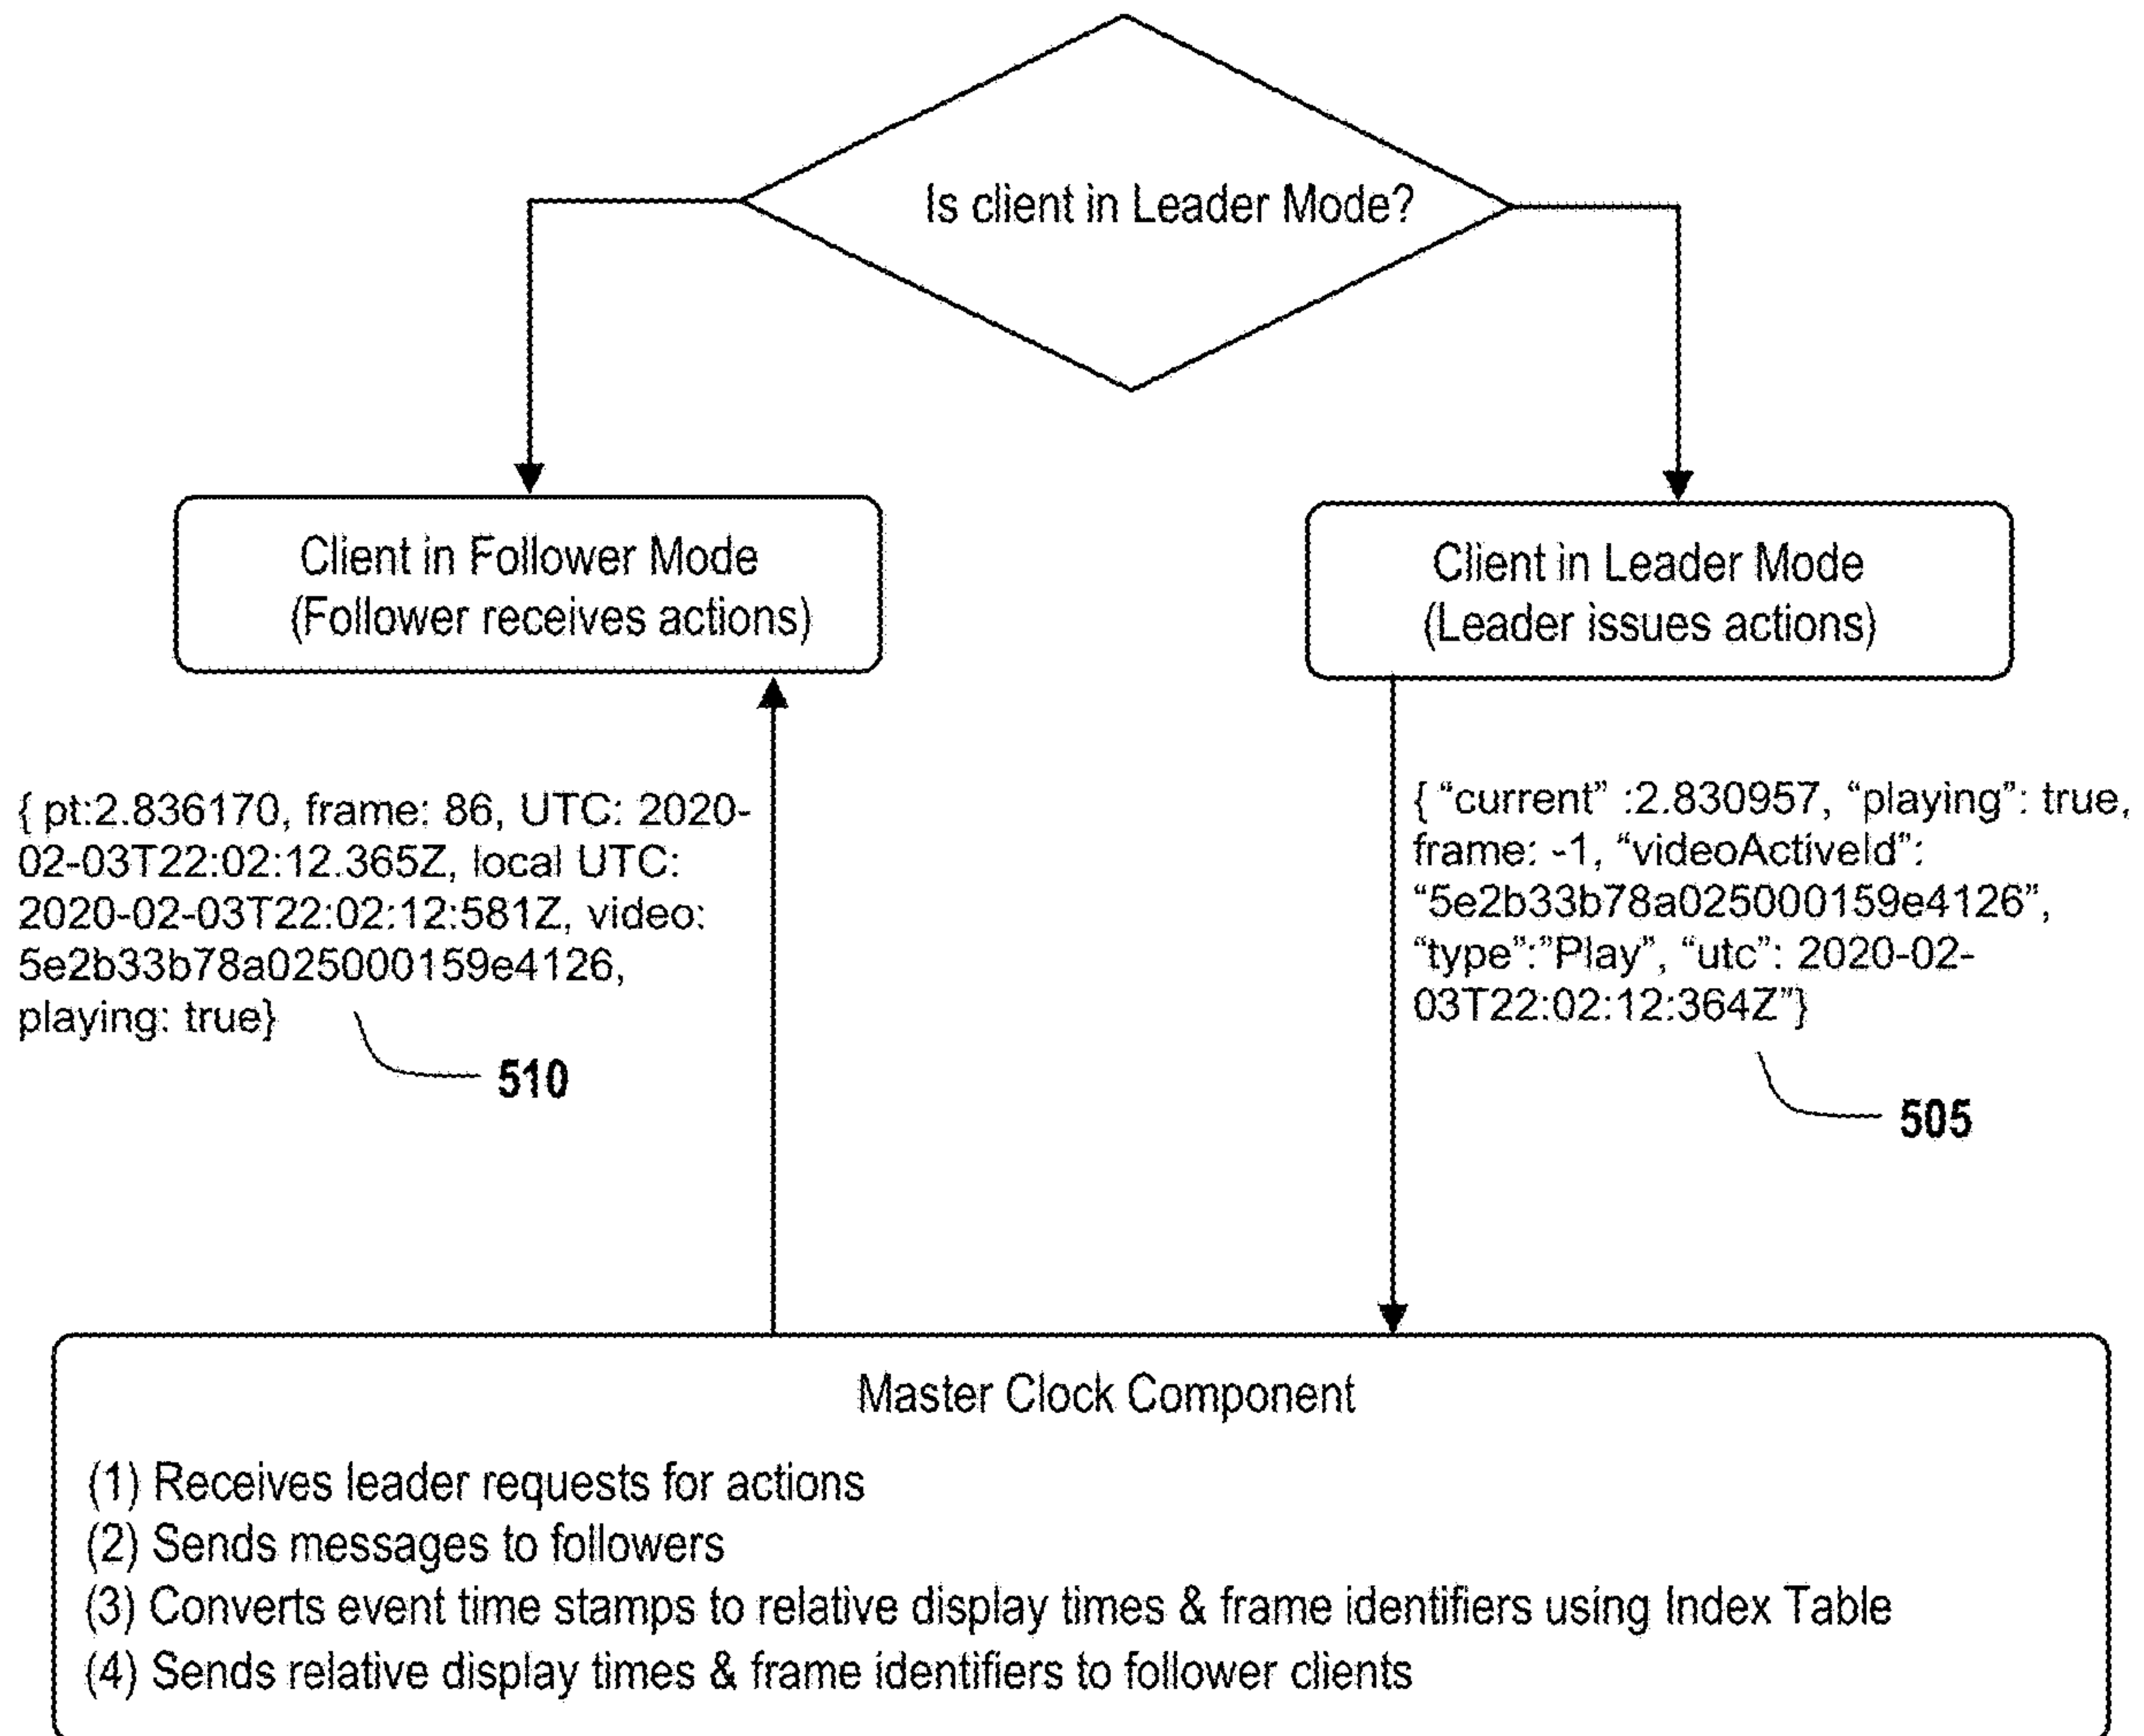 Is client in Leader Mode?
Client in Follower Mode
(Follower receives actions)
Client in Leader Mode
(Leader issues actions)
{ pt:2.836170, frame: 86, UTC: 2020-
02-03T22:02:12.365Z, local UTC:
2020-02-03T22:02:12:581Z, video:
5e2b33b78a025000159e4126,
playing: true}
510
{ “current” :2.830957, “playing”: true,
frame: -1, “videoActiveId”:
“5e2b33b78a025000159e4126”,
“type”:”Play”, “utc”: 2020-02-
03T22:02:12:364Z”}
505
Master Clock Component
(1) Receives leader requests for actions
(2) Sends messages to followers
(3) Converts event time stamps to relative display times & frame identifiers using Index Table
(4) Sends relative display times & frame identifiers to follower clients